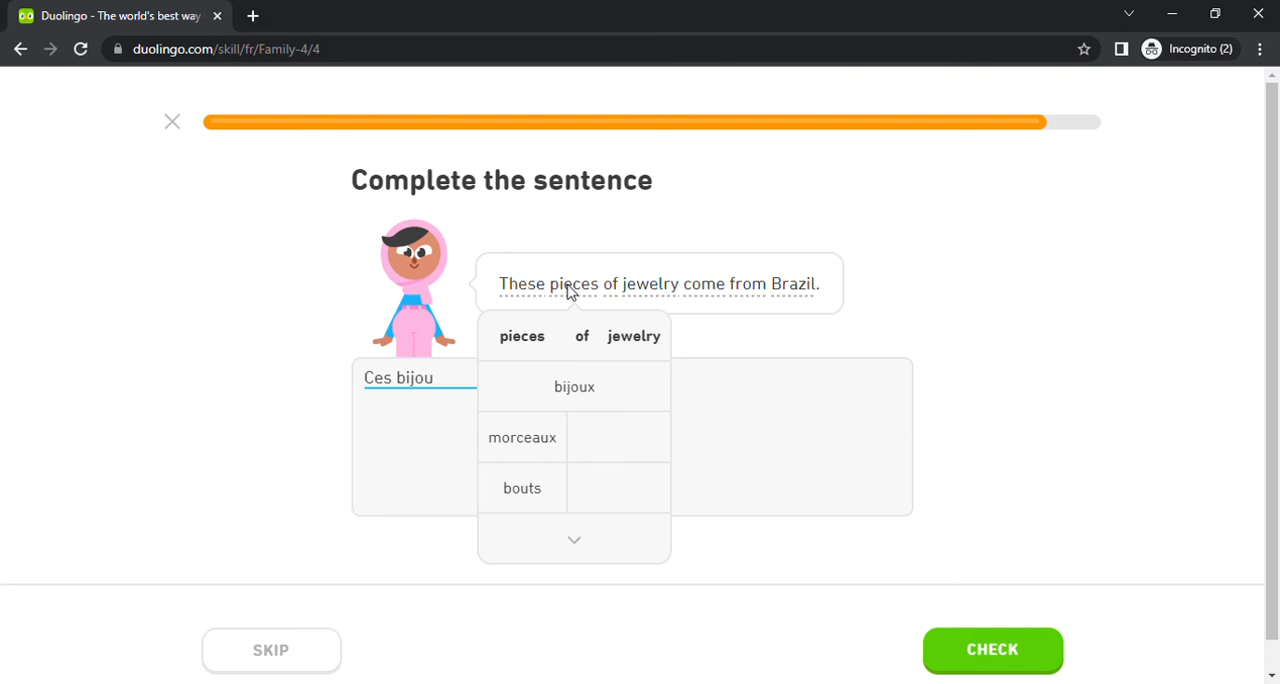 Duolingo - The world's best way
duolingo.com/skill/fr/Family-4/4
Incognito (2)
Complete the sentence
These pieces of jewelry come from Brazil.
pieces of jewelry
Ces bijou
bijoux
morceaux
bouts
SKIP
CHECK